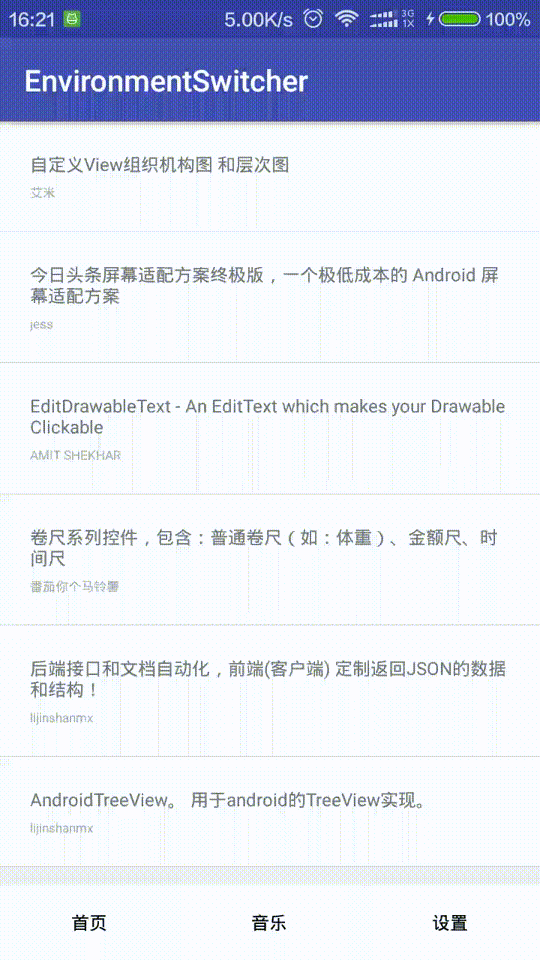 16:21 5.00K/s 3G 1X 100%
EnvironmentSwitcher
自定义View组织机构图 和层次图
艾米
今日头条屏幕适配方案终极版，一个极低成本的 Android 屏
幕适配方案
jess
EditDrawableText - An EditText which makes your Drawable
Clickable
AMIT SHEKHAR
卷尺系列控件，包含：普通卷尺（如：体重）、金额尺、时
间尺
番茄你个马铃薯
后端接口和文档自动化，前端(客户端) 定制返回JSON的数据
和结构！
lijinshanmx
AndroidTreeView。 用于android的TreeView实现。
lijinshanmx
首页 音乐 设置